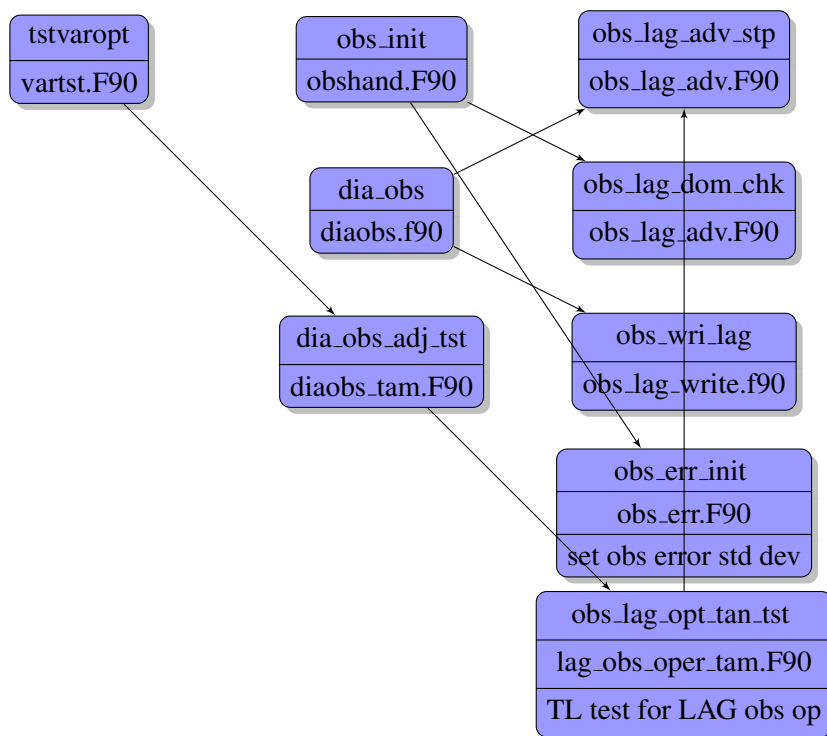 tstvaropt
vartst.F90
obs_init
obshand.F90
obs_lag_adv_stp
obs_lag_adv.F90
dia_obs
diaobs.f90
obs_lag_dom_chk
obs_lag_adv.F90
dia_obs_adj_tst
diaobs_tam.F90
obs_wri_lag
obs_lag_write.f90
obs_err_init
obs_err.F90
set obs error std dev
obs_lag_opt_tan_tst
lag_obs_oper_tam.F90
TL test for LAG obs op